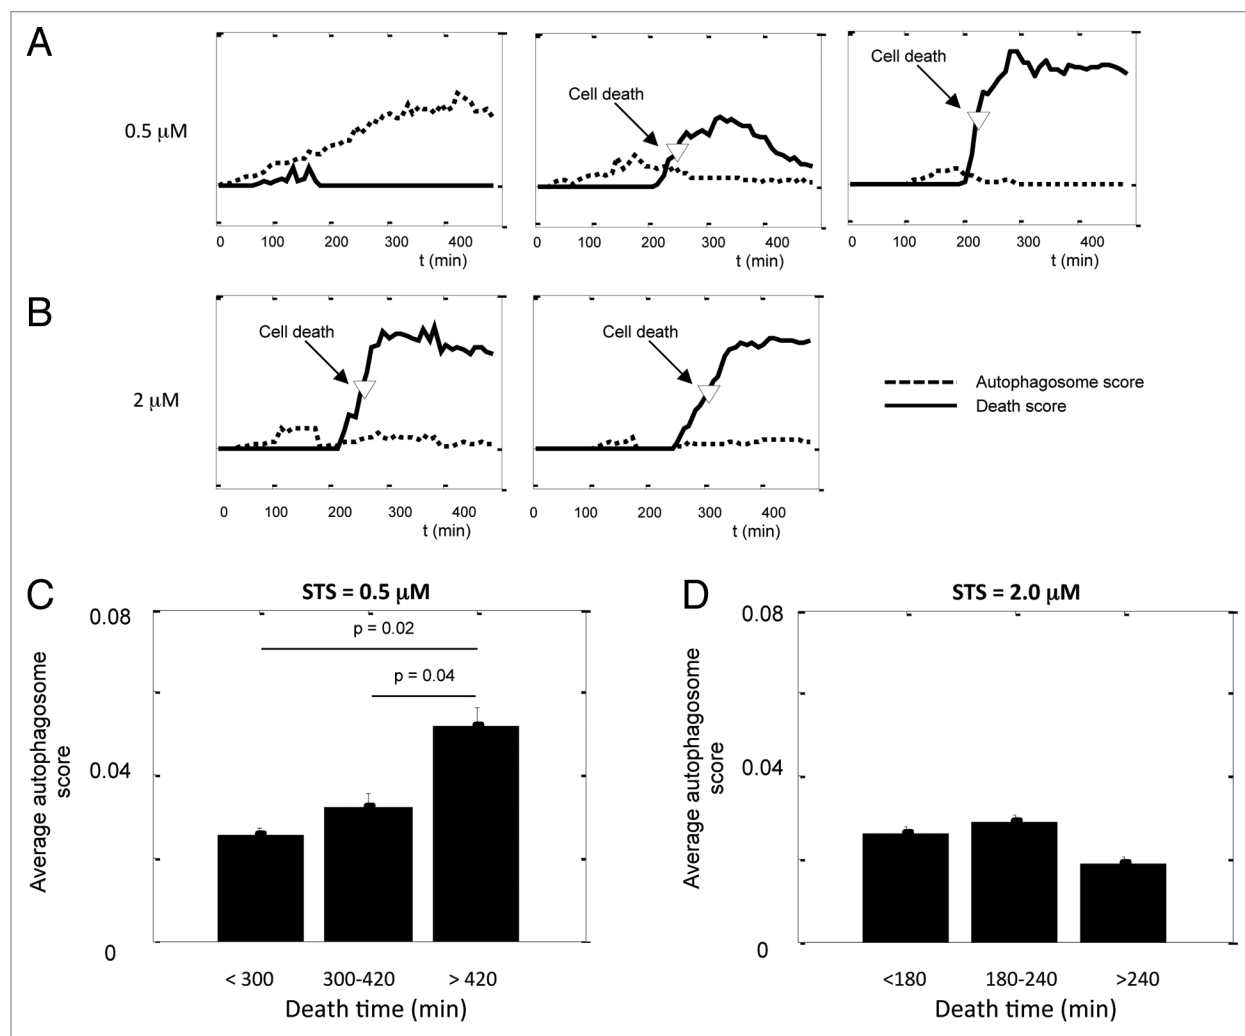 A
0.5 μM
Cell death
Cell death
0 100 200 300 400
t (min)
0 100 200 300 400
t (min)
0 100 200 300 400
t (min)
B
2 μM
Cell death
Cell death
Autophagosome score
Death score
0 100 200 300 400
t (min)
0 100 200 300 400
t (min)
C
STS = 0.5 μM
0.08
0.04
0
Average autophagosome
score
p = 0.02
p = 0.04
< 300 300-420 > 420
Death time (min)
D
STS = 2.0 μM
0.08
0.04
0
Average autophagosome
score
<180 180-240 >240
Death time (min)